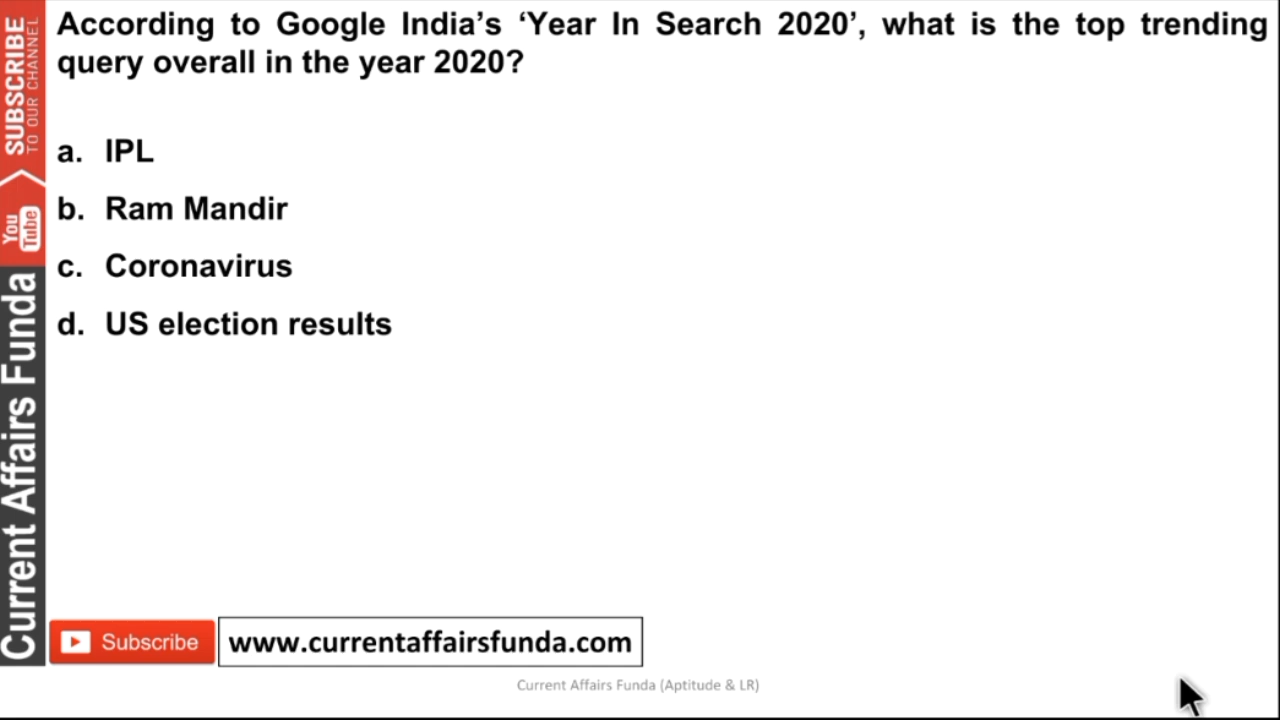 According to Google India’s ‘Year In Search 2020’, what is the top trending
query overall in the year 2020?
a. IPL
b. Ram Mandir
c. Coronavirus
d. US election results
SUBSCRIBE
TO OUR CHANNEL
You
Tube
Current Affairs Funda
Subscribe
www.currentaffairsfunda.com
Current Affairs Funda (Aptitude & LR)